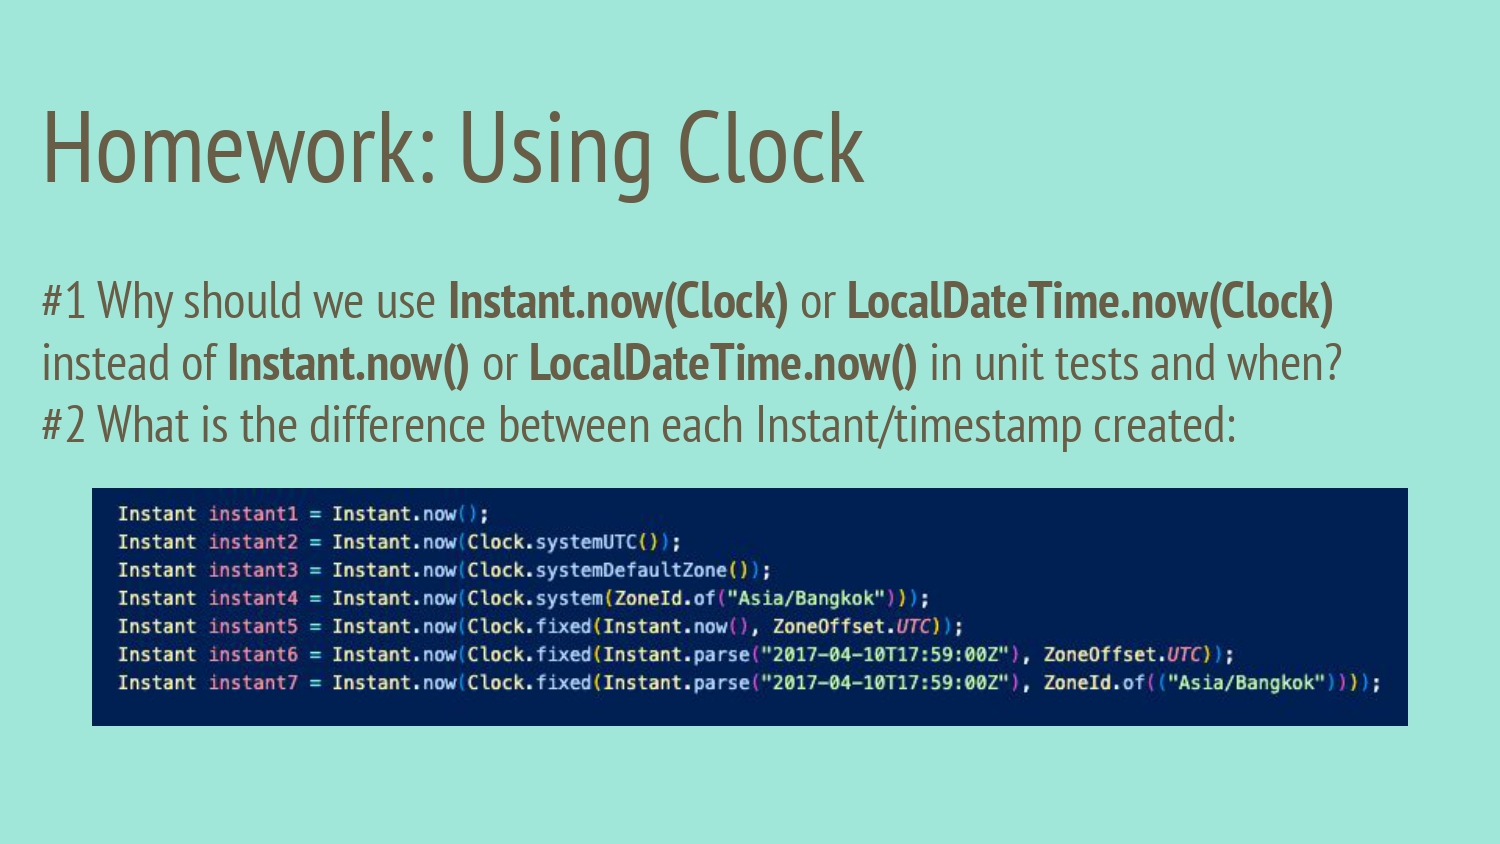 Homework: Using Clock
#1 Why should we use Instant.now(Clock) or LocalDateTime.now(Clock)
instead of Instant.now() or LocalDateTime.now() in unit tests and when?
#2 What is the difference between each Instant/timestamp created:
Instant instant1 = Instant.now();
Instant instant2 = Instant.now(Clock.systemUTC());
Instant instant3 = Instant.now(Clock.systemDefaultZone());
Instant instant4 = Instant.now(Clock.system(ZoneId.of("Asia/Bangkok")));
Instant instant5 = Instant.now(Clock.fixed(Instant.now(), ZoneOffset.UTC));
Instant instant6 = Instant.now(Clock.fixed(Instant.parse("2017-04-10T17:59:00Z"), ZoneOffset.UTC));
Instant instant7 = Instant.now(Clock.fixed(Instant.parse("2017-04-10T17:59:00Z"), ZoneId.of(("Asia/Bangkok"))));